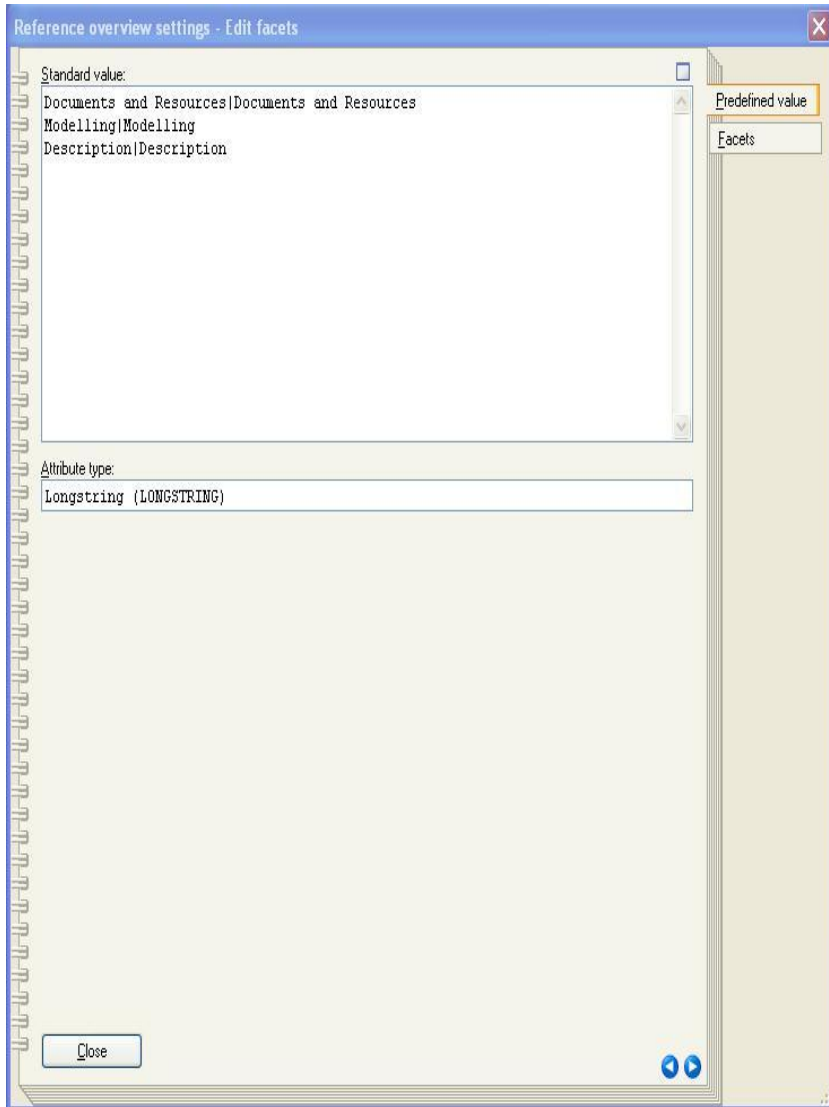 Reference overview settings - Edit facets
Standard value:
Documents and Resources|Documents and Resources
Modelling|Modelling
Description|Description
Predefined value
Facets
Attribute type:
Longstring (LONGSTRING)
Close